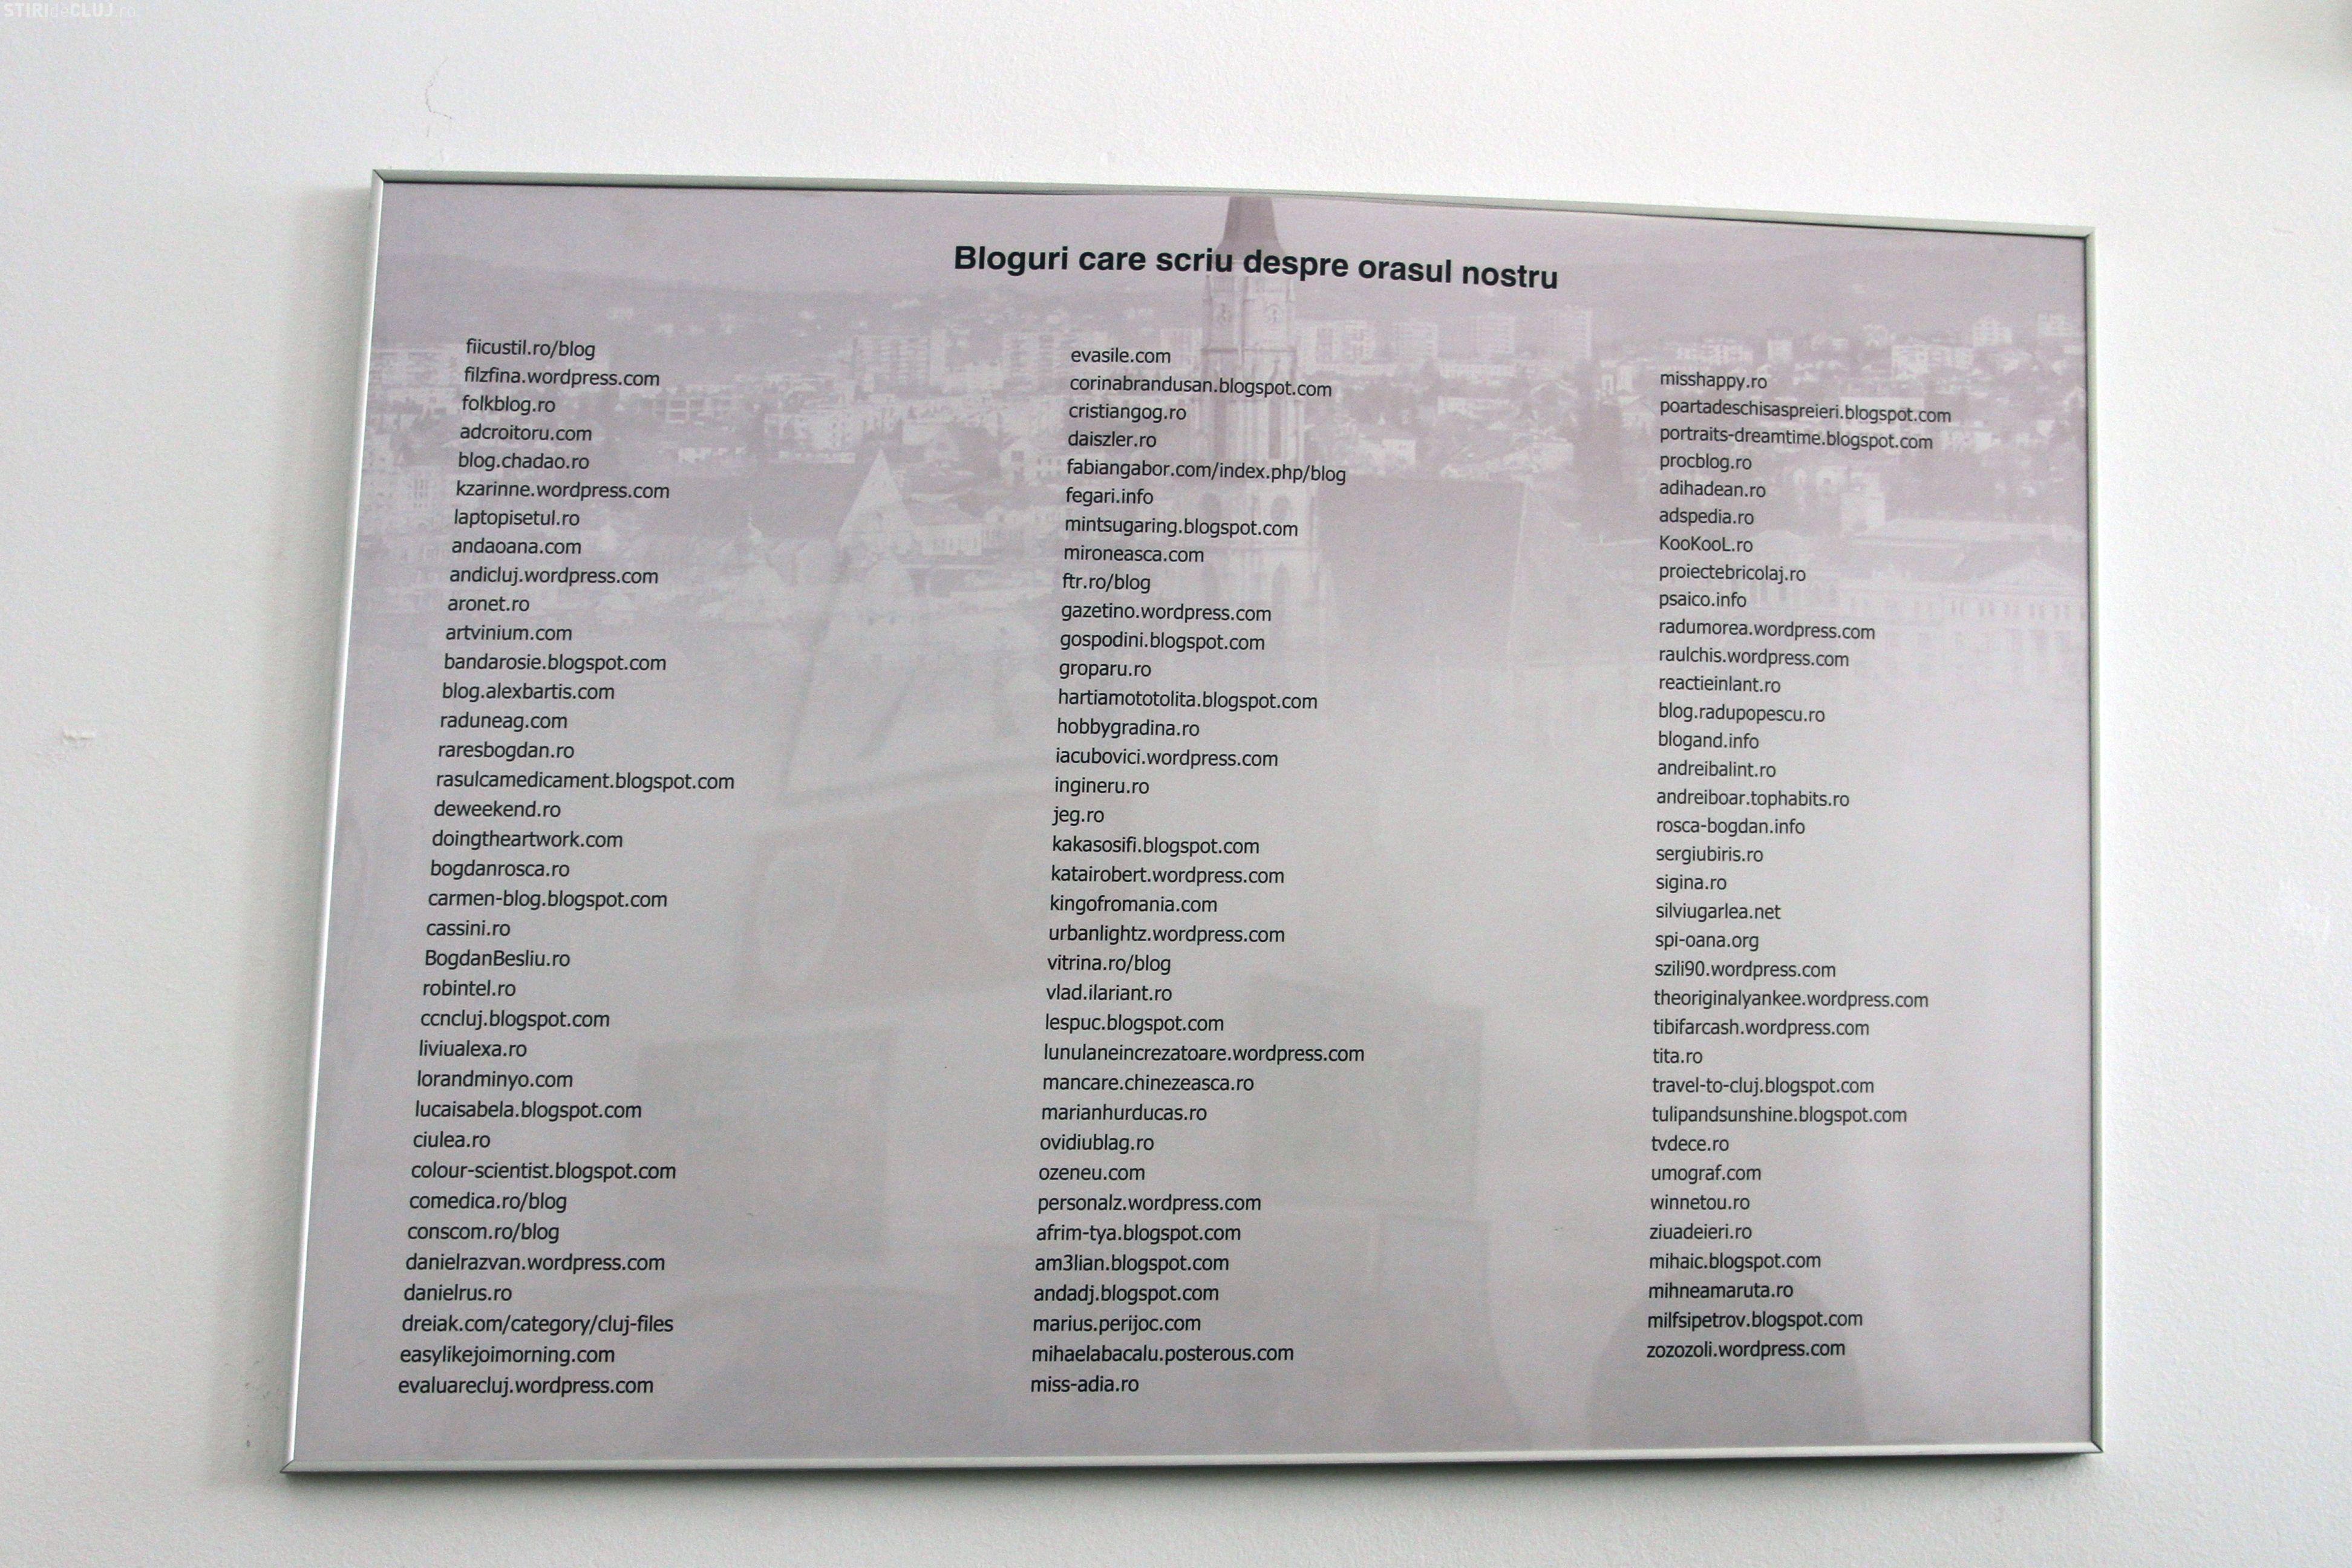 STIRIdeCLUJ.ro
Bloguri care scriu despre orasul nostru
fiicustil.ro/blog
filzfina.wordpress.com
folkblog.ro
adcroitoru.com
blog.chadao.ro
kzarinne.wordpress.com
laptopisetul.ro
andaoana.com
andicluj.wordpress.com
aronet.ro
artvinium.com
bandarosie.blogspot.com
blog.alexbartis.com
raduneag.com
raresbogdan.ro
rasulcamedicament.blogspot.com
deweekend.ro
doingtheartwork.com
bogdanrosca.ro
carmen-blog.blogspot.com
cassini.ro
BogdanBesliu.ro
robintel.ro
ccncluj.blogspot.com
liviualexa.ro
lorandminyo.com
lucaisabela.blogspot.com
ciulea.ro
colour-scientist.blogspot.com
comedica.ro/blog
conscom.ro/blog
danielrazvan.wordpress.com
danielrus.ro
dreiak.com/category/cluj-files
easylikejoimorning.com
evaluarecluj.wordpress.com
evasile.com
corinabrandusan.blogspot.com
cristiangog.ro
daiszler.ro
fabiangabor.com/index.php/blog
fegari.info
mintsugaring.blogspot.com
mironeasca.com
ftr.ro/blog
gazetino.wordpress.com
gospodini.blogspot.com
groparu.ro
hartiamototolita.blogspot.com
hobbygradina.ro
iacubovici.wordpress.com
ingineru.ro
jeg.ro
kakasosifi.blogspot.com
katairobert.wordpress.com
kingofromania.com
urbanlightz.wordpress.com
vitrina.ro/blog
vlad.ilariant.ro
lespuc.blogspot.com
lunulaneincrezatoare.wordpress.com
mancare.chinezeasca.ro
marianhurducas.ro
ovidiublag.ro
ozeneu.com
personalz.wordpress.com
afrim-tya.blogspot.com
am3lian.blogspot.com
andadj.blogspot.com
marius.perijoc.com
mihaelabacalu.posterous.com
miss-adia.ro
misshappy.ro
poartadeschisaspreieri.blogspot.com
portraits-dreamtime.blogspot.com
procblog.ro
adihadean.ro
adspedia.ro
KooKooL.ro
proiectebricolaj.ro
psaico.info
radumorea.wordpress.com
raulchis.wordpress.com
reactieinlant.ro
blog.radupopescu.ro
blogand.info
andreibalint.ro
andreiboar.tophabits.ro
rosca-bogdan.info
sergiubiris.ro
sigina.ro
silviugarlea.net
spi-oana.org
szili90.wordpress.com
theoriginalyankee.wordpress.com
tibifarcash.wordpress.com
tita.ro
travel-to-cluj.blogspot.com
tulipandsunshine.blogspot.com
tvdece.ro
umograf.com
winnetou.ro
ziuadeieri.ro
mihaic.blogspot.com
mihneamaruta.ro
milfsipetrov.blogspot.com
zozozoli.wordpress.com